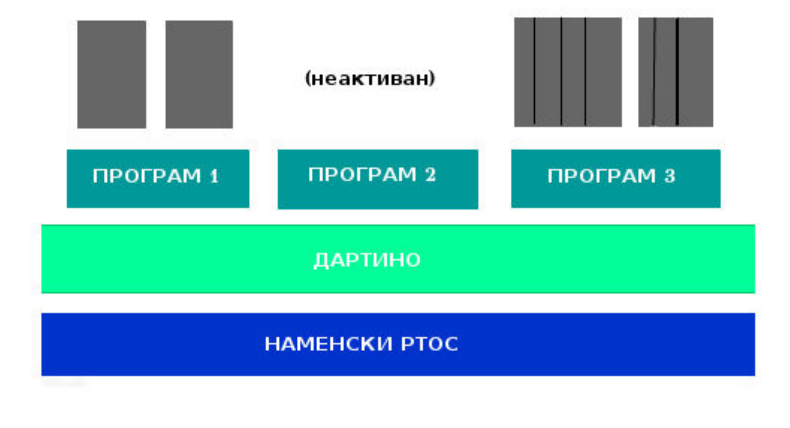 (неактиван)
ПРОГРАМ 1
ПРОГРАМ 2
ПРОГРАМ 3
ДАРТИНО
НАМЕНСКИ РТОС